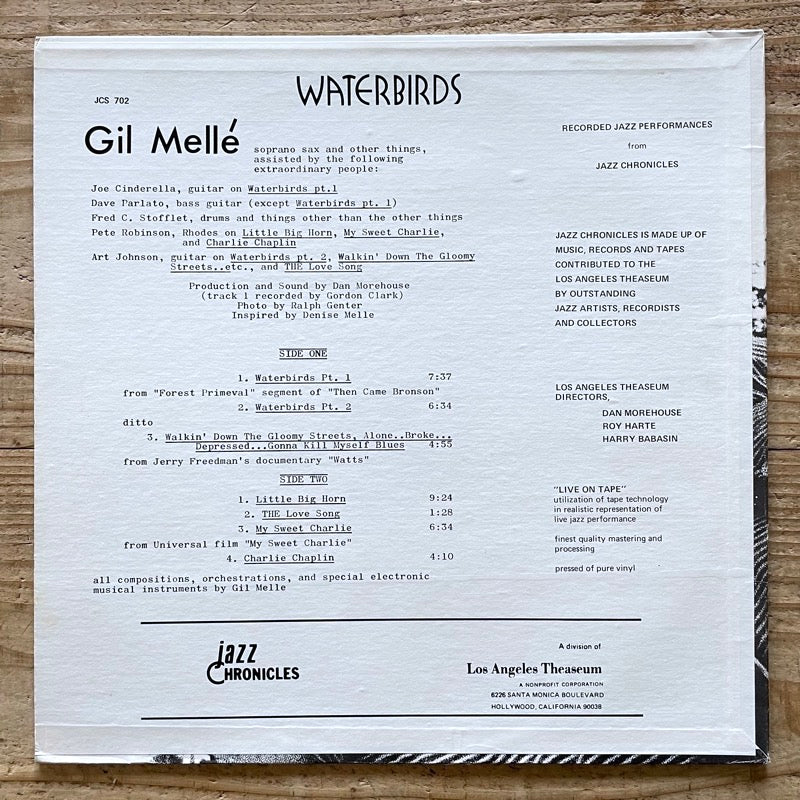 WATERBIRDS
JCS 702
Gil Mellé
soprano sax and other things,
assisted by the following
extraordinary people:
Joe Cinderella, guitar on Waterbirds pt.1
Dave Parlato, bass guitar (except Waterbirds pt. 1)
Fred C. Stofflet, drums and things other than the other things
Pete Robinson, Rhodes on Little Big Horn, My Sweet Charlie,
and Charlie Chaplin
Art Johnson, guitar on Waterbirds pt. 2, Walkin' Down The Gloomy
Streets..etc., and THE Love Song
Production and Sound by Dan Morehouse
(track 1 recorded by Gordon Clark)
Photo by Ralph Genter
Inspired by Denise Melle
SIDE ONE
1. Waterbirds Pt. 1 7:37
from "Forest Primeval" segment of "Then Came Bronson"
2. Waterbirds Pt. 2 6:34
ditto
3. Walkin' Down The Gloomy Streets, Alone..Broke...
Depressed...Gonna Kill Myself Blues 4:55
from Jerry Freedman's documentary "Watts"
SIDE TWO
1. Little Big Horn 9:24
2. THE Love Song 1:28
3. My Sweet Charlie 6:34
from Universal film "My Sweet Charlie"
4. Charlie Chaplin 4:10
all compositions, orchestrations, and special electronic
musical instruments by Gil Melle
RECORDED JAZZ PERFORMANCES
from
JAZZ CHRONICLES
JAZZ CHRONICLES IS MADE UP OF
MUSIC, RECORDS AND TAPES
CONTRIBUTED TO THE
LOS ANGELES THEASEUM
BY OUTSTANDING
JAZZ ARTISTS, RECORDISTS
AND COLLECTORS
LOS ANGELES THEASEUM
DIRECTORS,
DAN MOREHOUSE
ROY HARTE
HARRY BABASIN
"LIVE ON TAPE"
utilization of tape technology
in realistic representation of
live jazz performance
finest quality mastering and
processing
pressed of pure vinyl
jazz
CHRONICLES
A division of
Los Angeles Theaseum
A NONPROFIT CORPORATION
6226 SANTA MONICA BOULEVARD
HOLLYWOOD, CALIFORNIA 90038